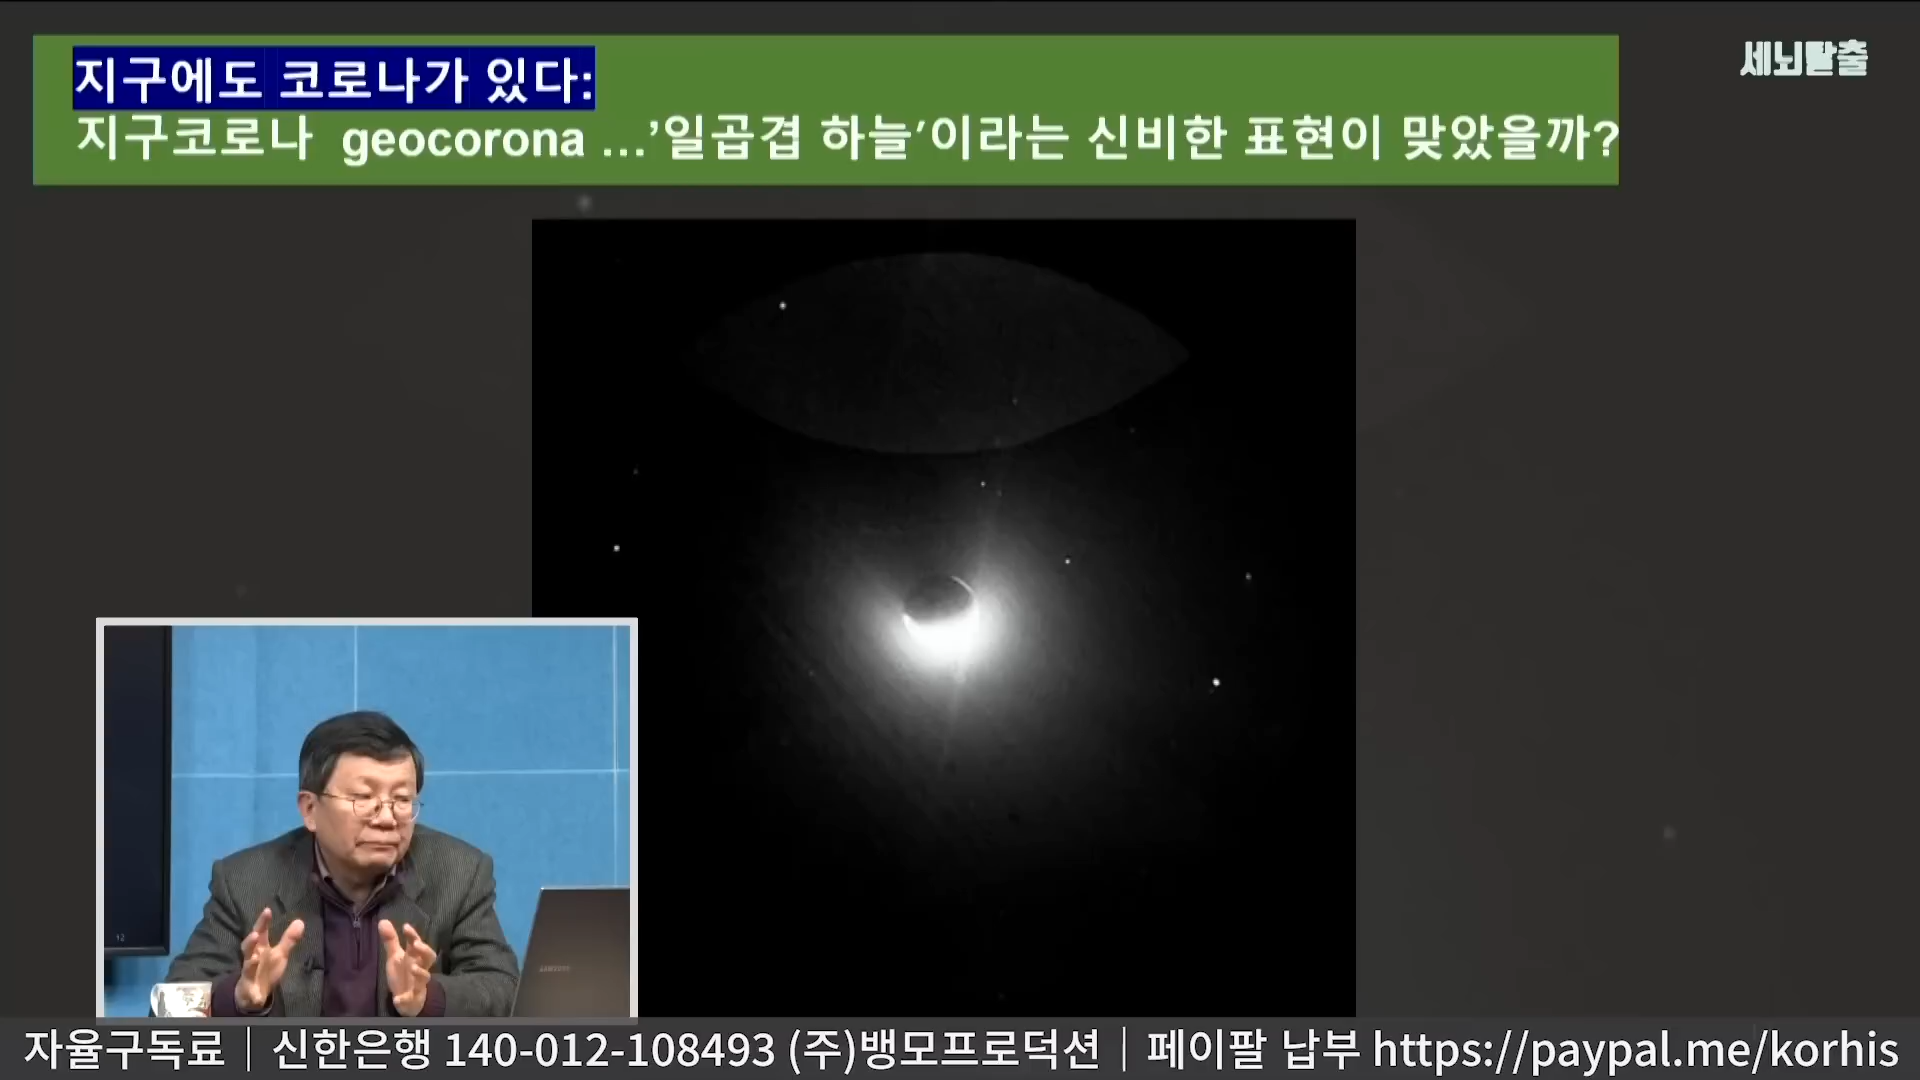 지구에도 코로나가 있다:
지구코로나 geocorona ...’일곱겹 하늘’이라는 신비한 표현이 맞았을까?
세뇌탈출
12
SAMSUNG
자율구독료｜신한은행 140-012-108493 (주)뱅모프로덕션｜페이팔 납부 https://paypal.me/korhis